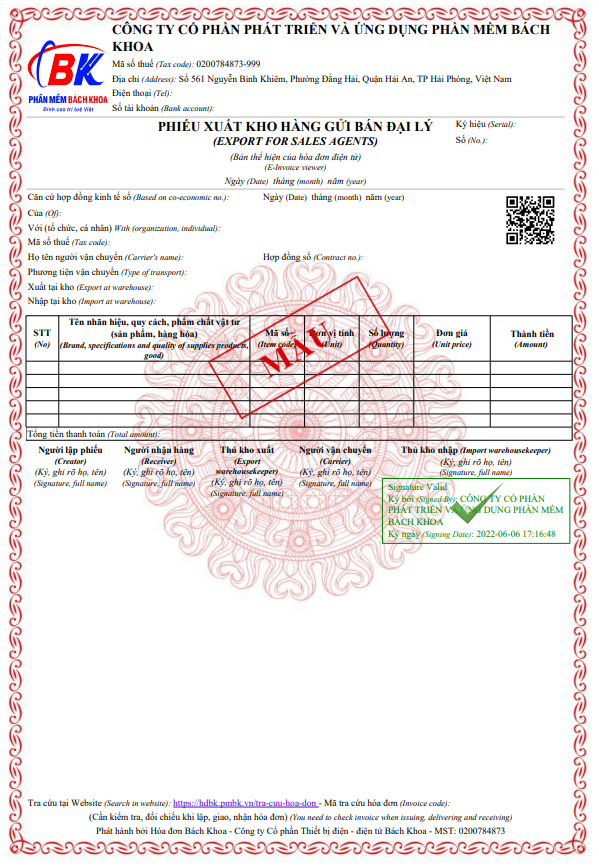 CÔNG TY CỔ PHẦN PHÁT TRIỂN VÀ ỨNG DỤNG PHẦN MỀM BÁCH
KHOA
Mã số thuế (Tax code): 0200784873-999
Địa chỉ (Address): Số 561 Nguyễn Bỉnh Khiêm, Phường Đằng Hải, Quận Hải An, TP Hải Phòng, Việt Nam
Điện thoại (Tel):
Số tài khoản (Bank account):
BK
PHẦN MỀM BÁCH KHOA
Đỉnh cao trí tuệ Việt
PHIẾU XUẤT KHO HÀNG GỬI BÁN ĐẠI LÝ
(EXPORT FOR SALES AGENTS)
(Bản thể hiện của hóa đơn điện tử)
(E-Invoice viewer)
Ngày (Date) tháng (month) năm (year)
Ký hiệu (Serial):
Số (No.):
Căn cứ hợp đồng kinh tế số (Based on co-economic no.): Ngày (Date) tháng (month) năm (year)
Của (Of):
Với (tổ chức, cá nhân) With (organization, individual):
Mã số thuế (Tax code):
Họ tên người vận chuyển (Carrier's name): Hợp đồng số (Contract no.):
Phương tiện vận chuyển (Type of transport):
Xuất tại kho (Export at warehouse):
Nhập tại kho (Import at warehouse):
STT
(No)
Tên nhãn hiệu, quy cách, phẩm chất vật tư
(sản phẩm, hàng hóa)
(Brand, specifications and quality of supplies products,
good)
Mã số
(Item code)
Đơn vị tính
(Unit)
Số lượng
(Quantity)
Đơn giá
(Unit price)
Thành tiền
(Amount)
MẪU
Tổng tiền thanh toán (Total amount):
Người lập phiếu
(Creator)
(Ký, ghi rõ họ, tên)
(Signature, full name)
Người nhận hàng
(Receiver)
(Ký, ghi rõ họ, tên)
(Signature, full name)
Thủ kho xuất
(Export
warehousekeeper)
(Ký, ghi rõ họ, tên)
(Signature, full name)
Người vận chuyển
(Carrier)
(Ký, ghi rõ họ, tên)
(Signature, full name)
Thủ kho nhập (Import warehousekeeper)
(Ký, ghi rõ họ, tên)
(Signature, full name)
Signature Valid
Ký bởi (Signed By): CÔNG TY CỔ PHẦN
PHÁT TRIỂN VÀ ỨNG DỤNG PHẦN MỀM
BÁCH KHOA
Ký ngày (Signing Date): 2022-06-06 17:16:48
Tra cứu tại Website (Search in website): https://hdbk.pmbk.vn/tra-cuu-hoa-don - Mã tra cứu hóa đơn (Invoice code):
(Cần kiểm tra, đối chiếu khi lập, giao, nhận hóa đơn) (You need to check invoice when issuing, delivering and receiving)
Phát hành bởi Hóa đơn Bách Khoa - Công ty Cổ phần Thiết bị điện - điện tử Bách Khoa - MST: 0200784873